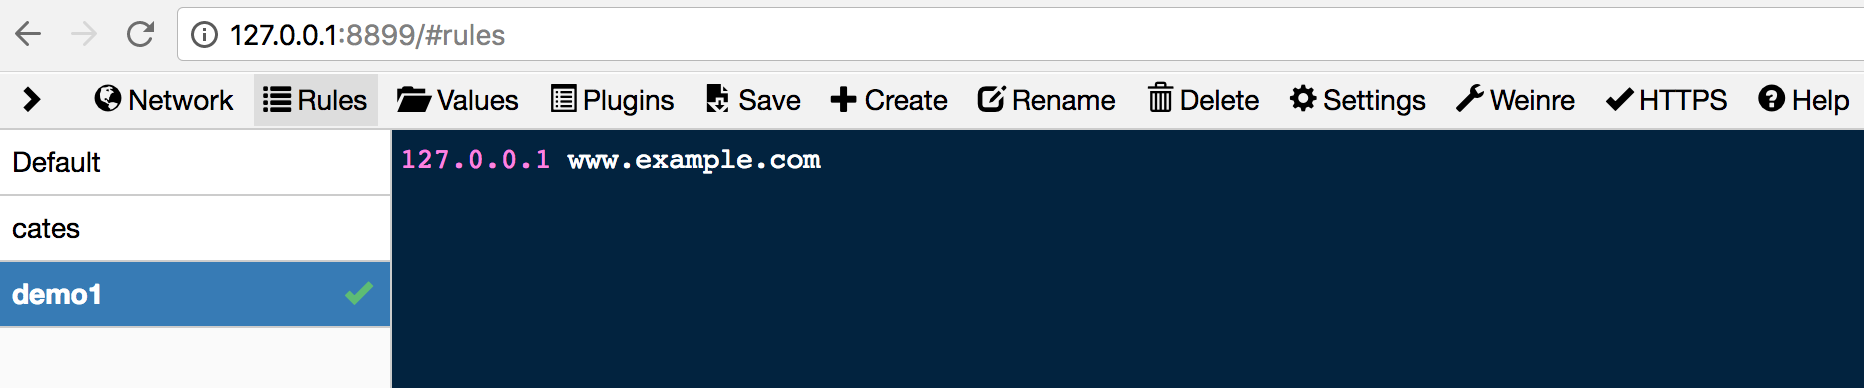 127.0.0.1:8899/#rules
Network Rules Values Plugins Save Create Rename Delete Settings Weinre HTTPS Help
Default
127.0.0.1 www.example.com
cates
demo1